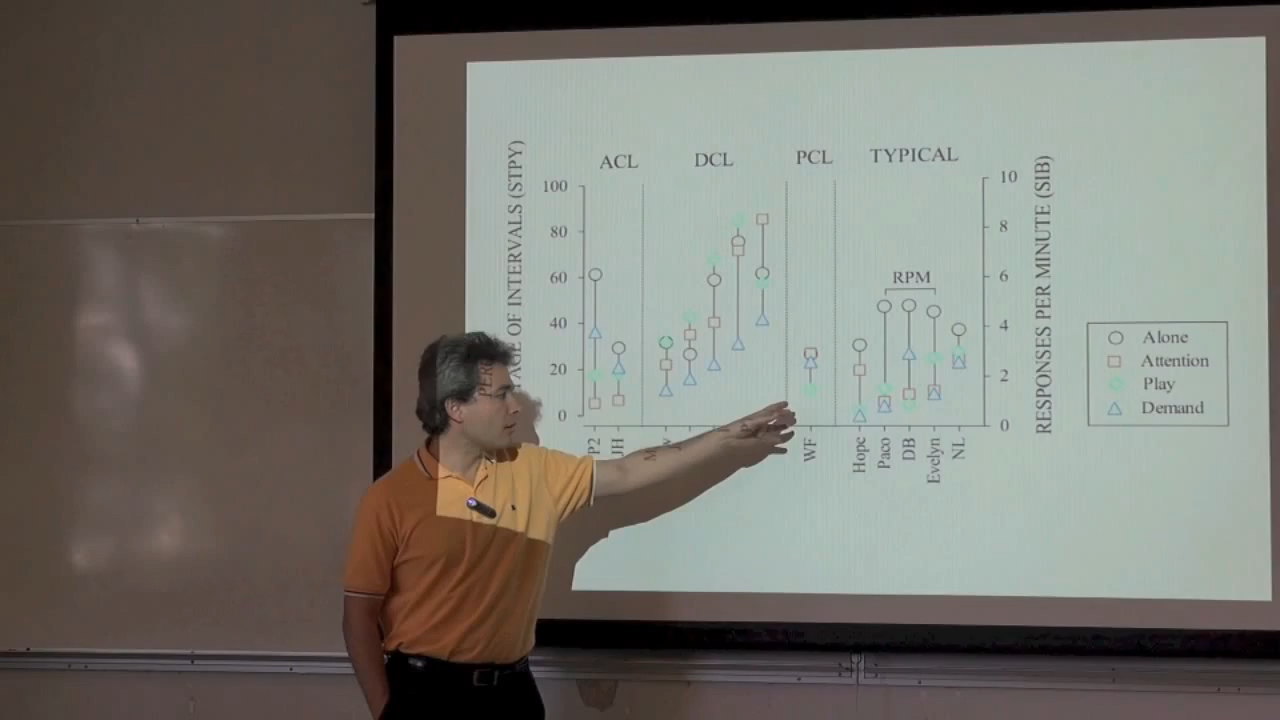 ACL DCL PCL TYPICAL
OF INTERVALS (STPY)
100
80
60
40
20
0
RPM
10
8
6
4
2
0
RESPONSES PER MINUTE (SIB)
P2 JH WF Hope Paco DB Evelyn NL
Alone
Attention
Play
Demand